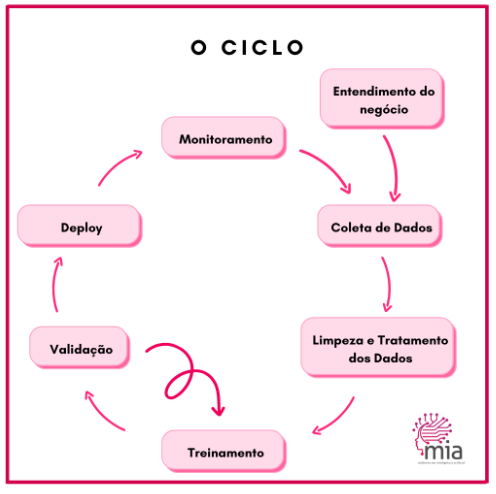 O CICLO
Entendimento do
negócio
Monitoramento
Deploy
Coleta de Dados
Validação
Limpeza e Tratamento
dos Dados
Treinamento
mia